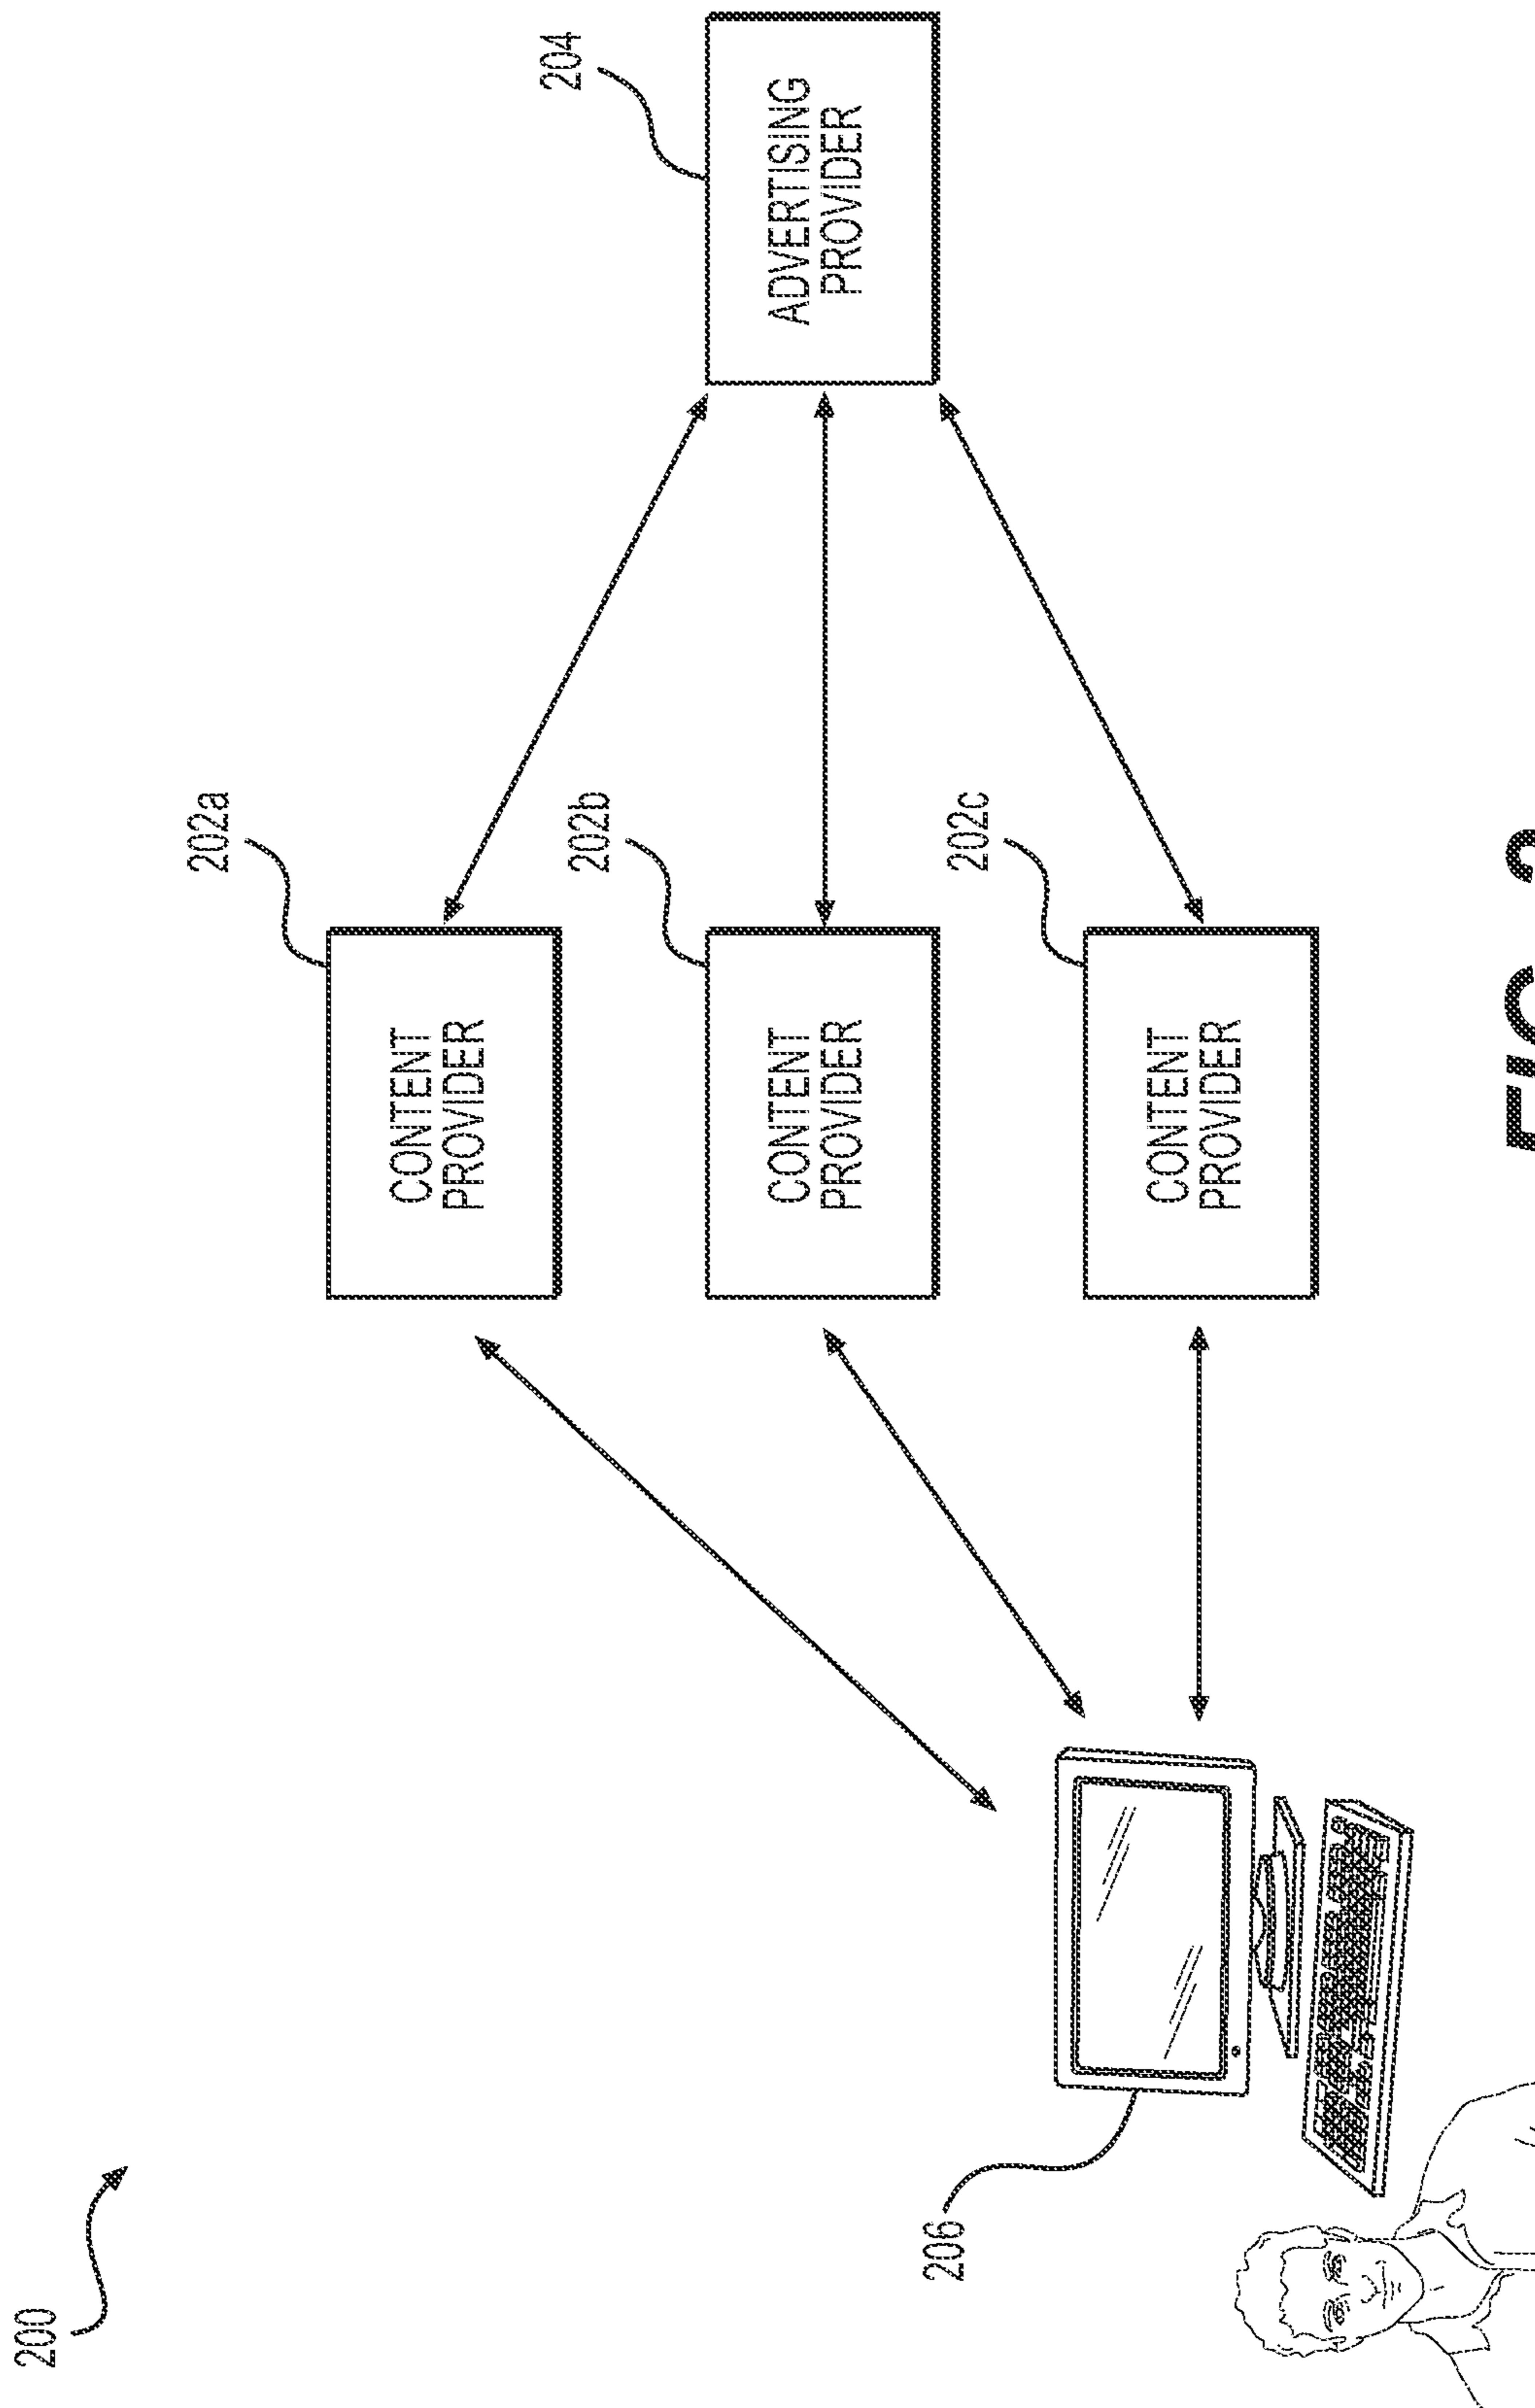 200
202a
CONTENT
PROVIDER
204
202b
CONTENT
PROVIDER
ADVERTISING
PROVIDER
206
202c
CONTENT
PROVIDER